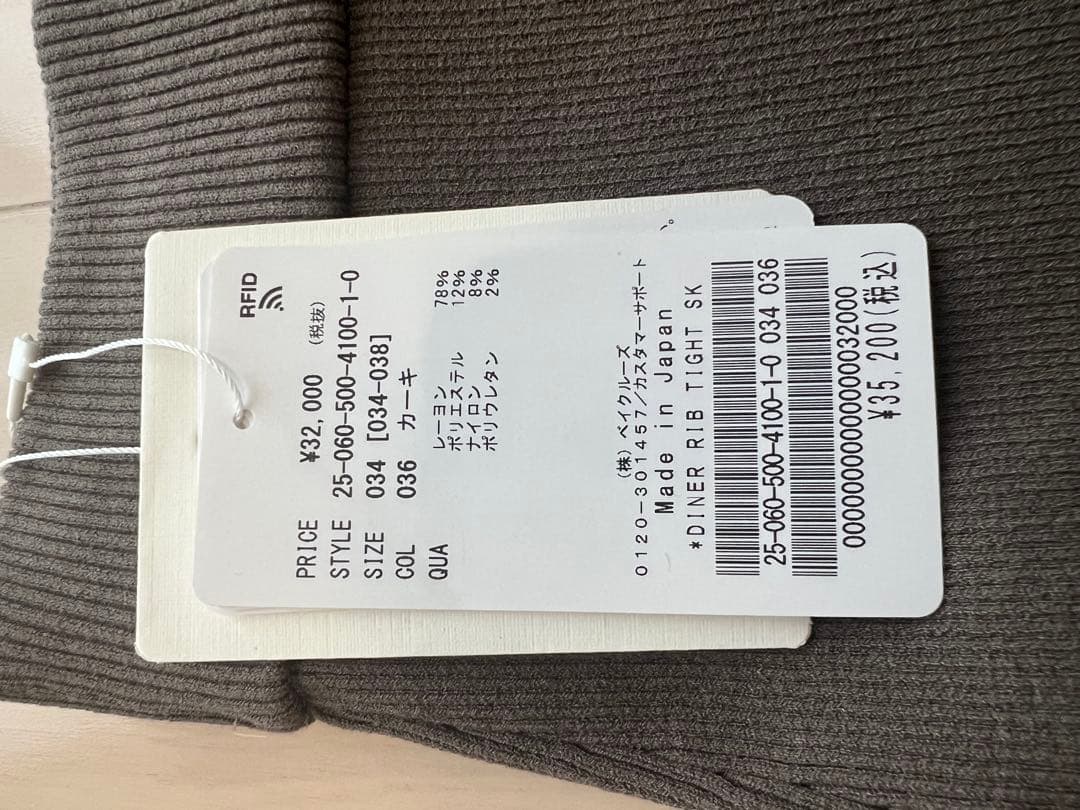 RFID
PRICE ¥32,000 (税抜)
STYLE 25-060-500-4100-1-0
SIZE 034 [034-038]
COL 036 カーキ
QUA レーヨン 78%
ポリエステル 12%
ナイロン 8%
ポリウレタン 2%
(株)ベイクルーズ
0120-301457/カスタマーサポート
Made in Japan
*DINER RIB TIGHT SK
25-060-500-4100-1-0 034 036
¥35,200(税込)